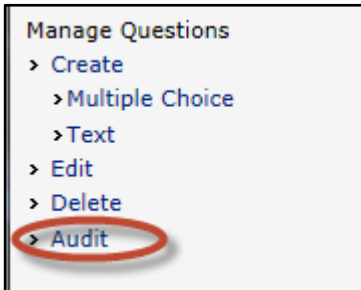 Manage Questions
> Create
> Multiple Choice
> Text
> Edit
> Delete
> Audit